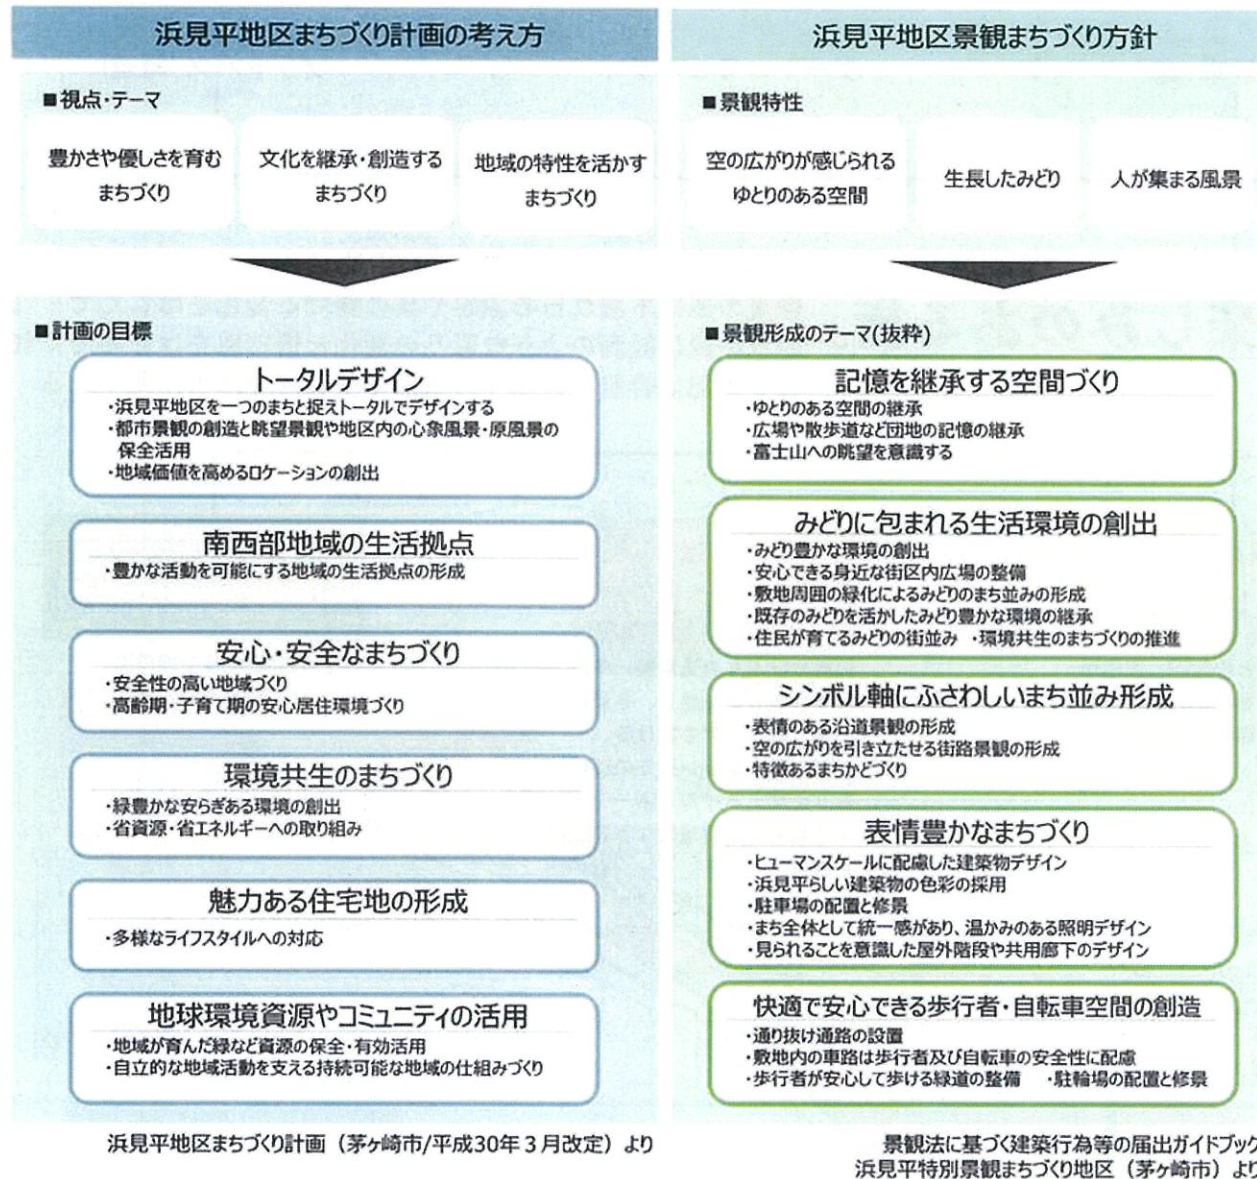 浜見平地区まちづくり計画の考え方
■視点・テーマ
豊かさや優しさを育む
まちづくり
文化を継承・創造する
まちづくり
地域の特性を活かす
まちづくり
■計画の目標
トータルデザイン
・浜見平地区を一つのまちと捉えトータルでデザインする
・都市景観の創造と眺望景観や地区内の心象風景・原風景の
保全活用
・地域価値を高めるロケーションの創出
南西部地域の生活拠点
・豊かな活動を可能にする地域の生活拠点の形成
安心・安全なまちづくり
・安全性の高い地域づくり
・高齢期・子育て期の安心居住環境づくり
環境共生のまちづくり
・緑豊かな安らぎある環境の創出
・省資源・省エネルギーへの取り組み
魅力ある住宅地の形成
・多様なライフスタイルへの対応
地球環境資源やコミュニティの活用
・地域が育んだ緑など資源の保全・有効活用
・自立的な地域活動を支える持続可能な地域の仕組みづくり
浜見平地区まちづくり計画（茅ヶ崎市/平成30年3月改定）より
浜見平地区景観まちづくり方針
■景観特性
空の広がりが感じられる
ゆとりのある空間
生長したみどり
人が集まる風景
■景観形成のテーマ(抜粋)
記憶を継承する空間づくり
・ゆとりのある空間の継承
・広場や散歩道など団地の記憶の継承
・富士山への眺望を意識する
みどりに包まれる生活環境の創出
・みどり豊かな環境の創出
・安心できる身近な街区内広場の整備
・敷地周囲の緑化によるみどりのまち並みの形成
・既存のみどりを活かしたみどり豊かな環境の継承
・住民が育てるみどりの街並み ・環境共生のまちづくりの推進
シンボル軸にふさわしいまち並み形成
・表情のある沿道景観の形成
・空の広がりを引き立たせる街路景観の形成
・特徴あるまちかどづくり
表情豊かなまちづくり
・ヒューマンスケールに配慮した建築物デザイン
・浜見平らしい建築物の色彩の採用
・駐車場の配置と修景
・まち全体として統一感があり、温かみのある照明デザイン
・見られることを意識した屋外階段や共用廊下のデザイン
快適で安心できる歩行者・自転車空間の創造
・通り抜け通路の設置
・敷地内の車路は歩行者及び自転車の安全性に配慮
・歩行者が安心して歩ける緑道の整備 ・駐輪場の配置と修景
景観法に基づく建築行為等の届出ガイドブック
浜見平特別景観まちづくり地区（茅ヶ崎市）より